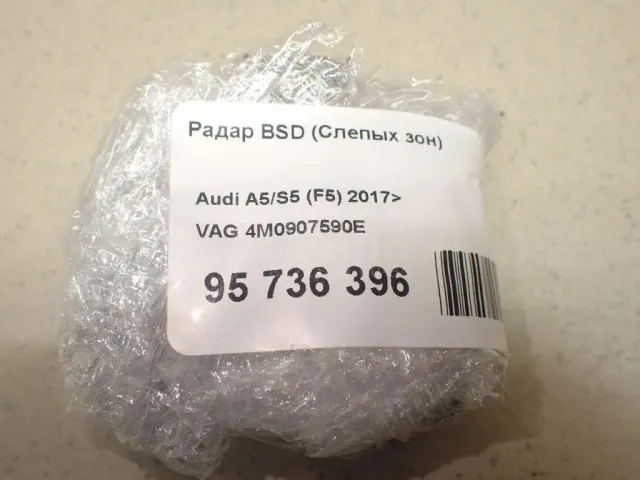 Радар BSD (Слепых зон)
Audi A5/S5 (F5) 2017>
VAG 4M0907590E
95 736 396